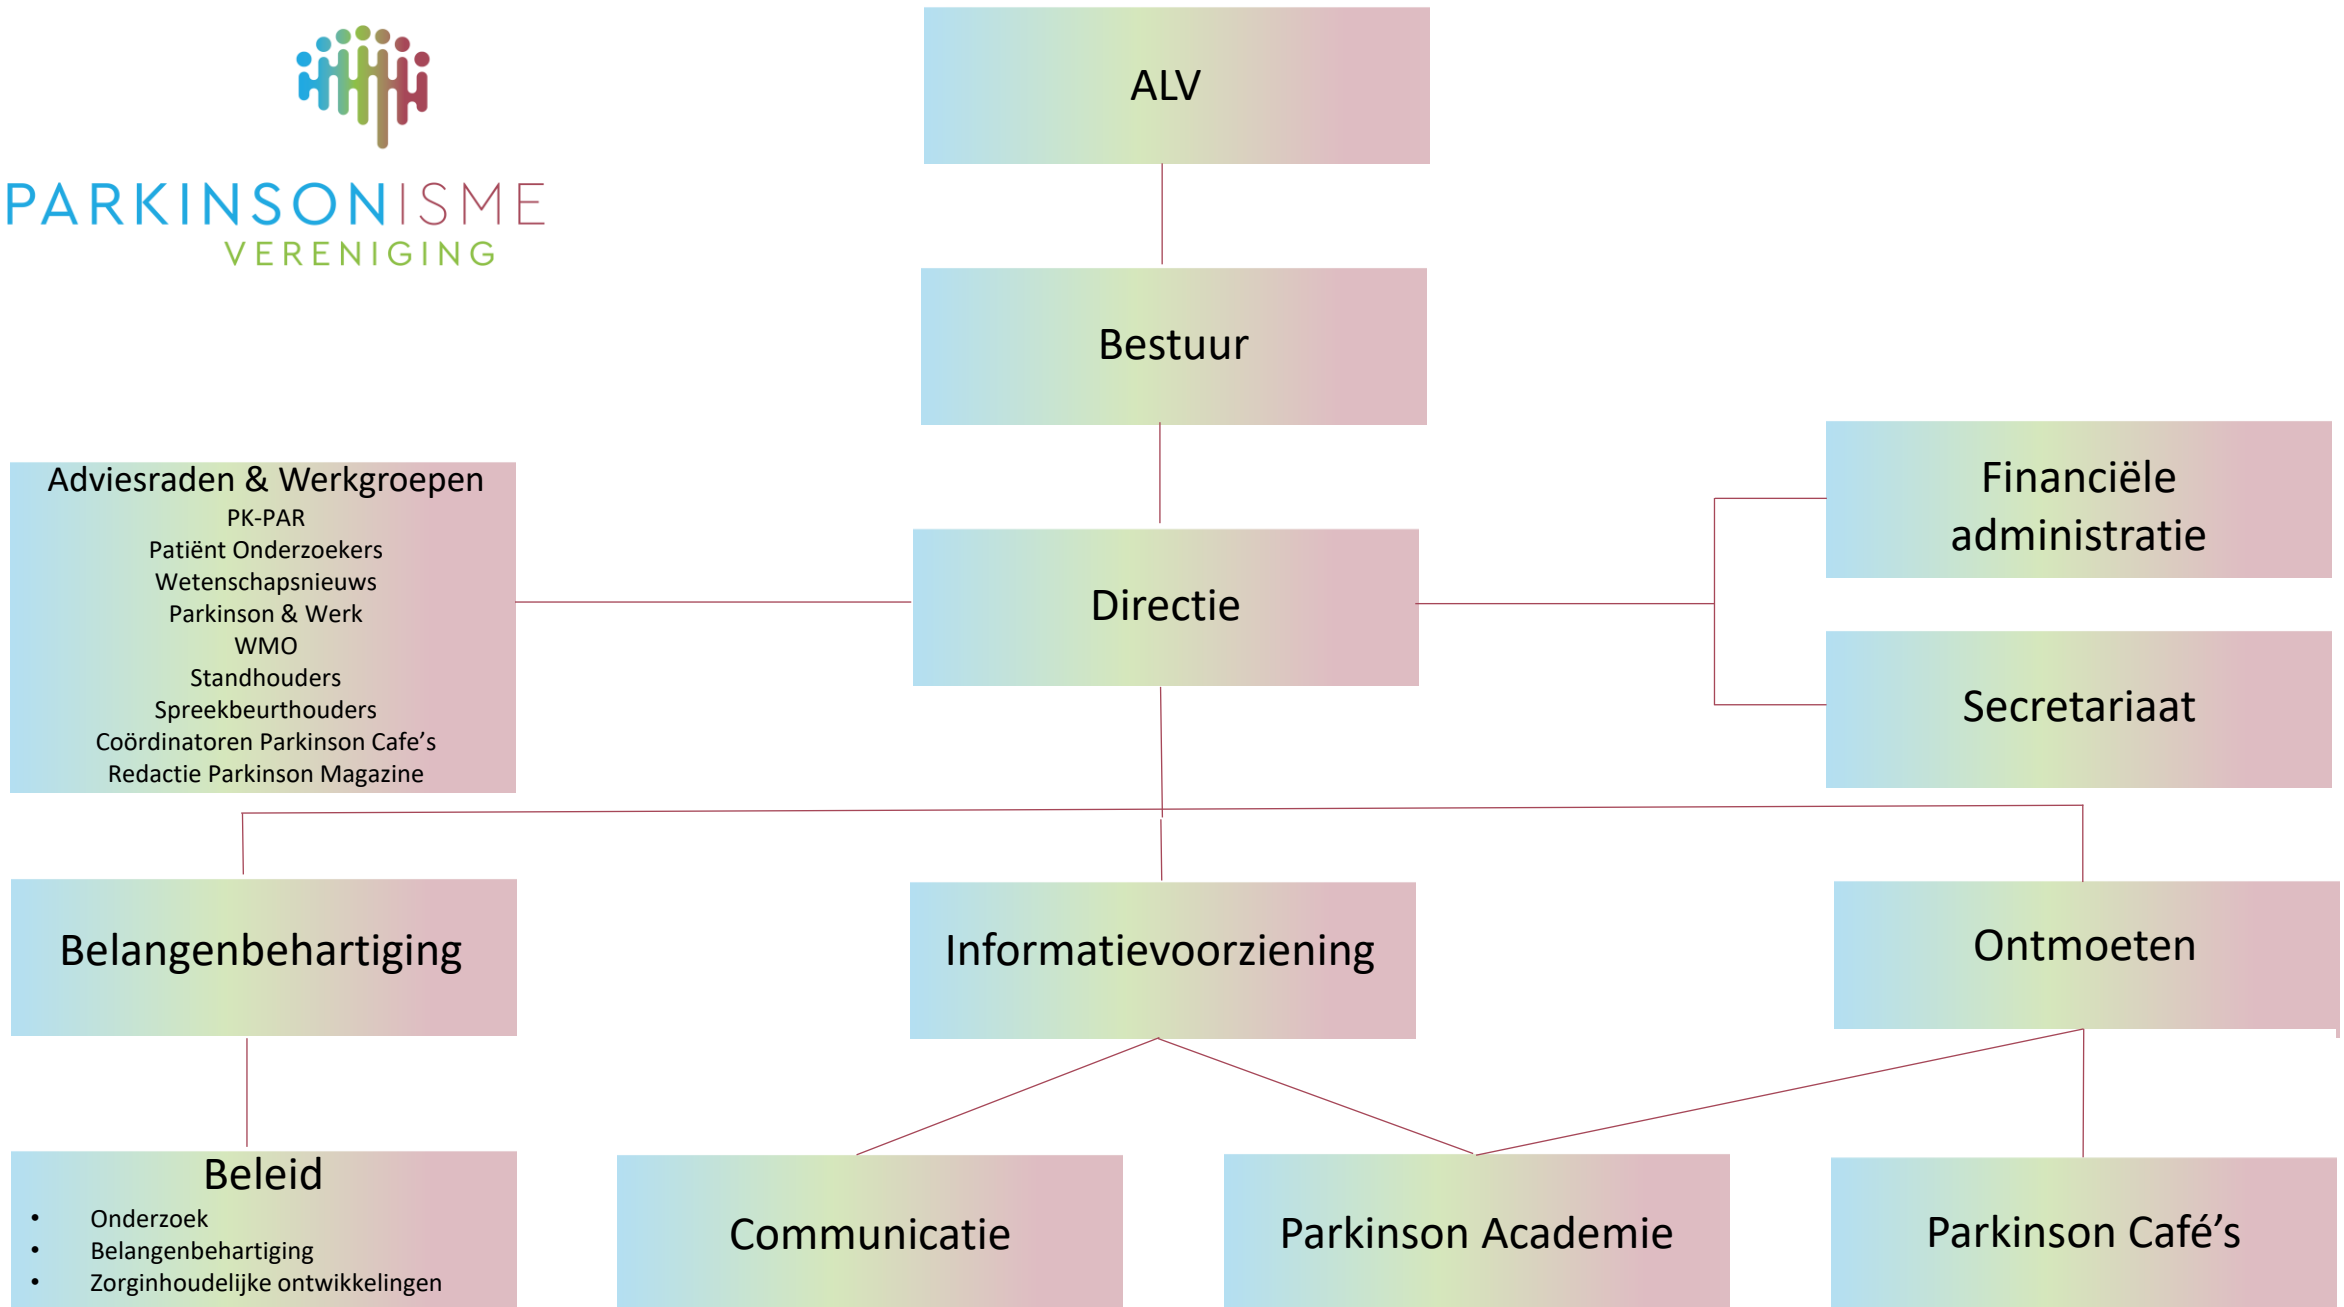 PARKINSONISME
VERENIGING
ALV
Bestuur
Adviesraden & Werkgroepen
PK-PAR
Patiënt Onderzoekers
Wetenschapsnieuws
Parkinson & Werk
WMO
Standhouders
Spreekbeurthouders
Coördinatoren Parkinson Cafe’s
Redactie Parkinson Magazine
Directie
Financiële
administratie
Secretariaat
Belangenbehartiging
Informatievoorziening
Ontmoeten
Beleid
• Onderzoek
• Belangenbehartiging
• Zorginhoudelijke ontwikkelingen
Communicatie
Parkinson Academie
Parkinson Café’s